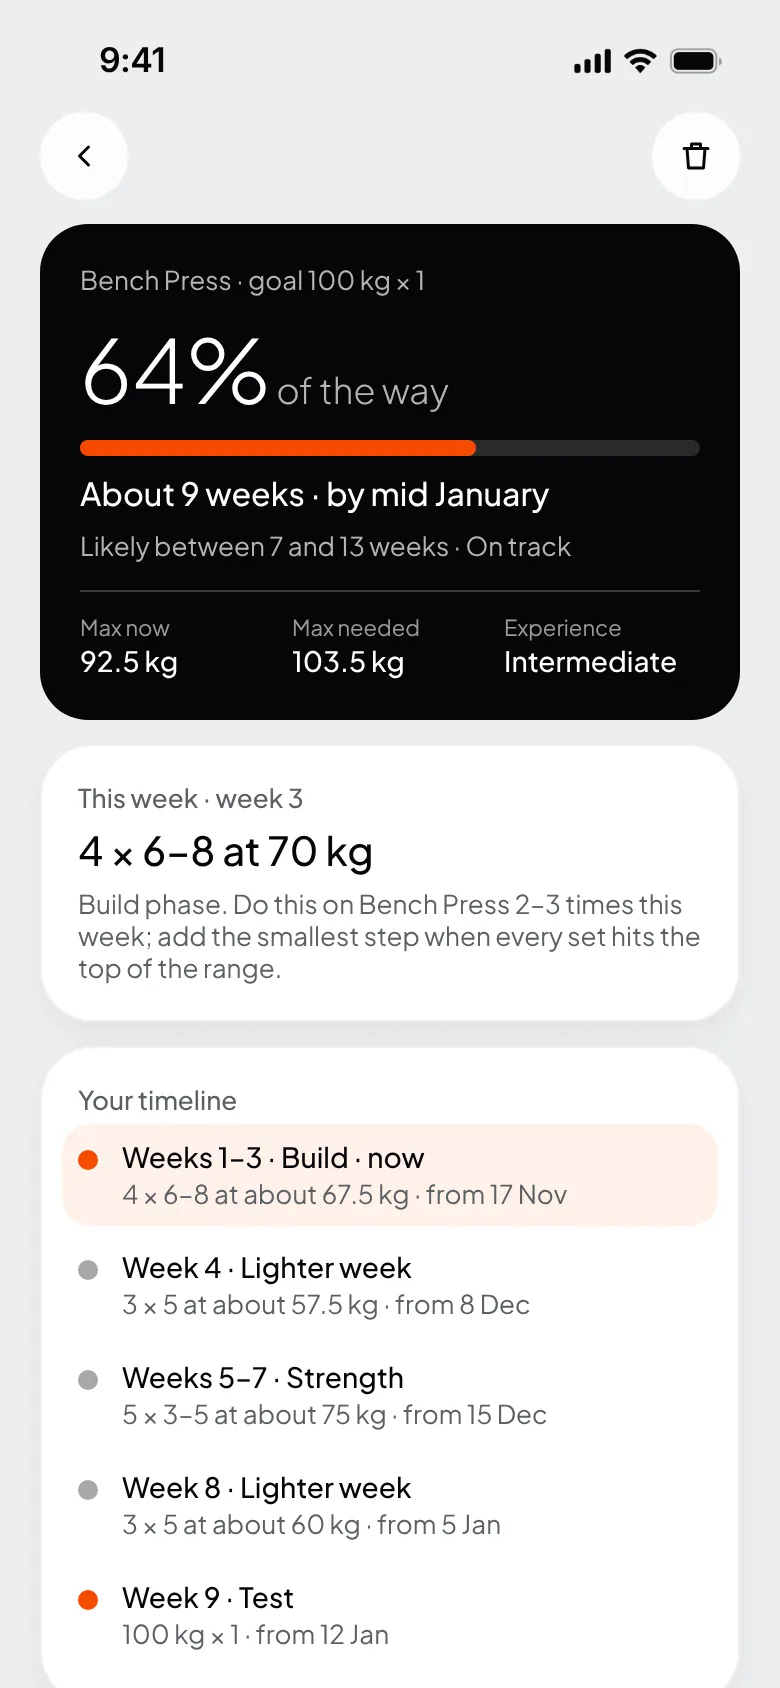 9:41
Bench Press · goal 100 kg × 1
64% of the way
About 9 weeks · by mid January
Likely between 7 and 13 weeks · On track
Max now
Max needed
Experience
92.5 kg
103.5 kg
Intermediate
This week · week 3
4 × 6–8 at 70 kg
Build phase. Do this on Bench Press 2–3 times this
week; add the smallest step when every set hits the
top of the range.
Your timeline
Weeks 1–3 · Build · now
4 × 6–8 at about 67.5 kg · from 17 Nov
Week 4 · Lighter week
3 × 5 at about 57.5 kg · from 8 Dec
Weeks 5–7 · Strength
5 × 3–5 at about 75 kg · from 15 Dec
Week 8 · Lighter week
3 × 5 at about 60 kg · from 5 Jan
Week 9 · Test
100 kg × 1 · from 12 Jan